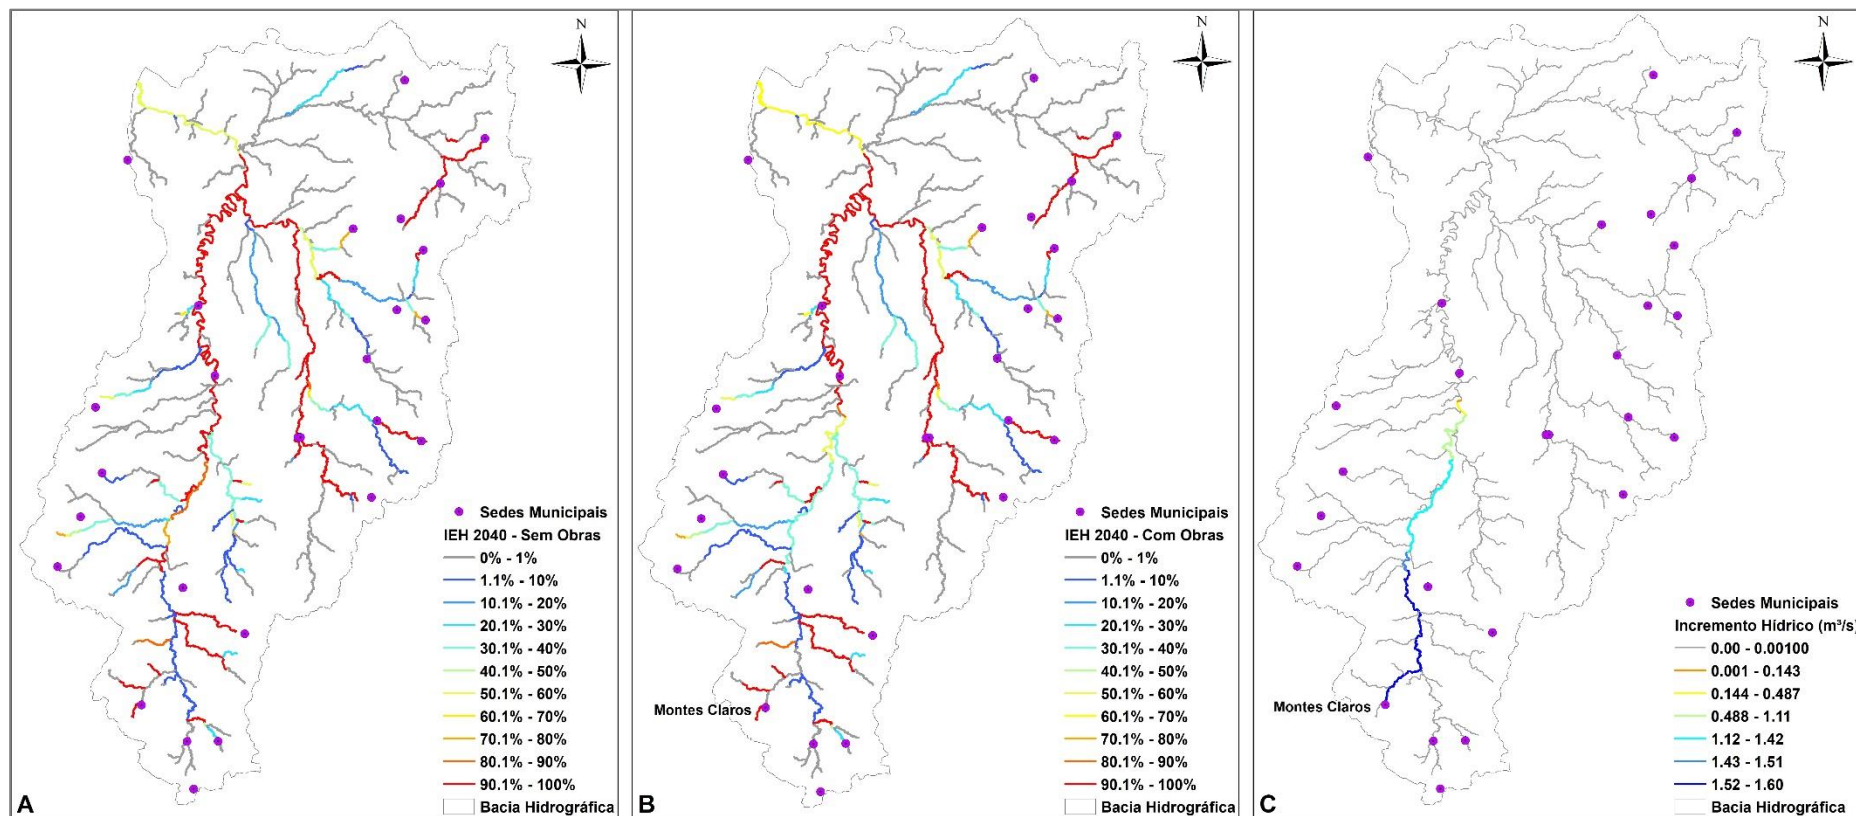 N
Sedes Municipais
IEH 2040 - Sem Obras
0% - 1%
1.1% - 10%
10.1% - 20%
20.1% - 30%
30.1% - 40%
40.1% - 50%
50.1% - 60%
60.1% - 70%
70.1% - 80%
80.1% - 90%
90.1% - 100%
Bacia Hidrográfica
A
N
Montes Claros
Sedes Municipais
IEH 2040 - Com Obras
0% - 1%
1.1% - 10%
10.1% - 20%
20.1% - 30%
30.1% - 40%
40.1% - 50%
50.1% - 60%
60.1% - 70%
70.1% - 80%
80.1% - 90%
90.1% - 100%
Bacia Hidrográfica
B
N
Montes Claros
Sedes Municipais
Incremento Hídrico (m³/s)
0.00 - 0.00100
0.001 - 0.143
0.144 - 0.487
0.488 - 1.11
1.12 - 1.42
1.43 - 1.51
1.52 - 1.60
Bacia Hidrográfica
C